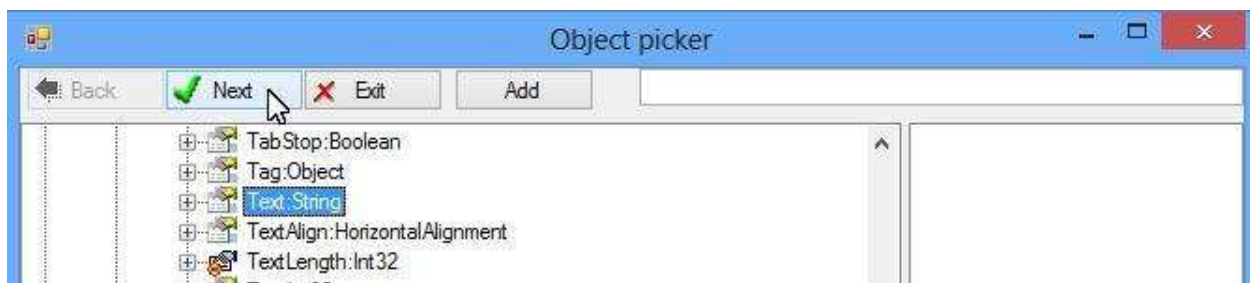 Object picker
Back Next Exit Add
TabStop:Boolean
Tag:Object
Text:String
TextAlign:HorizontalAlignment
TextLength:Int32